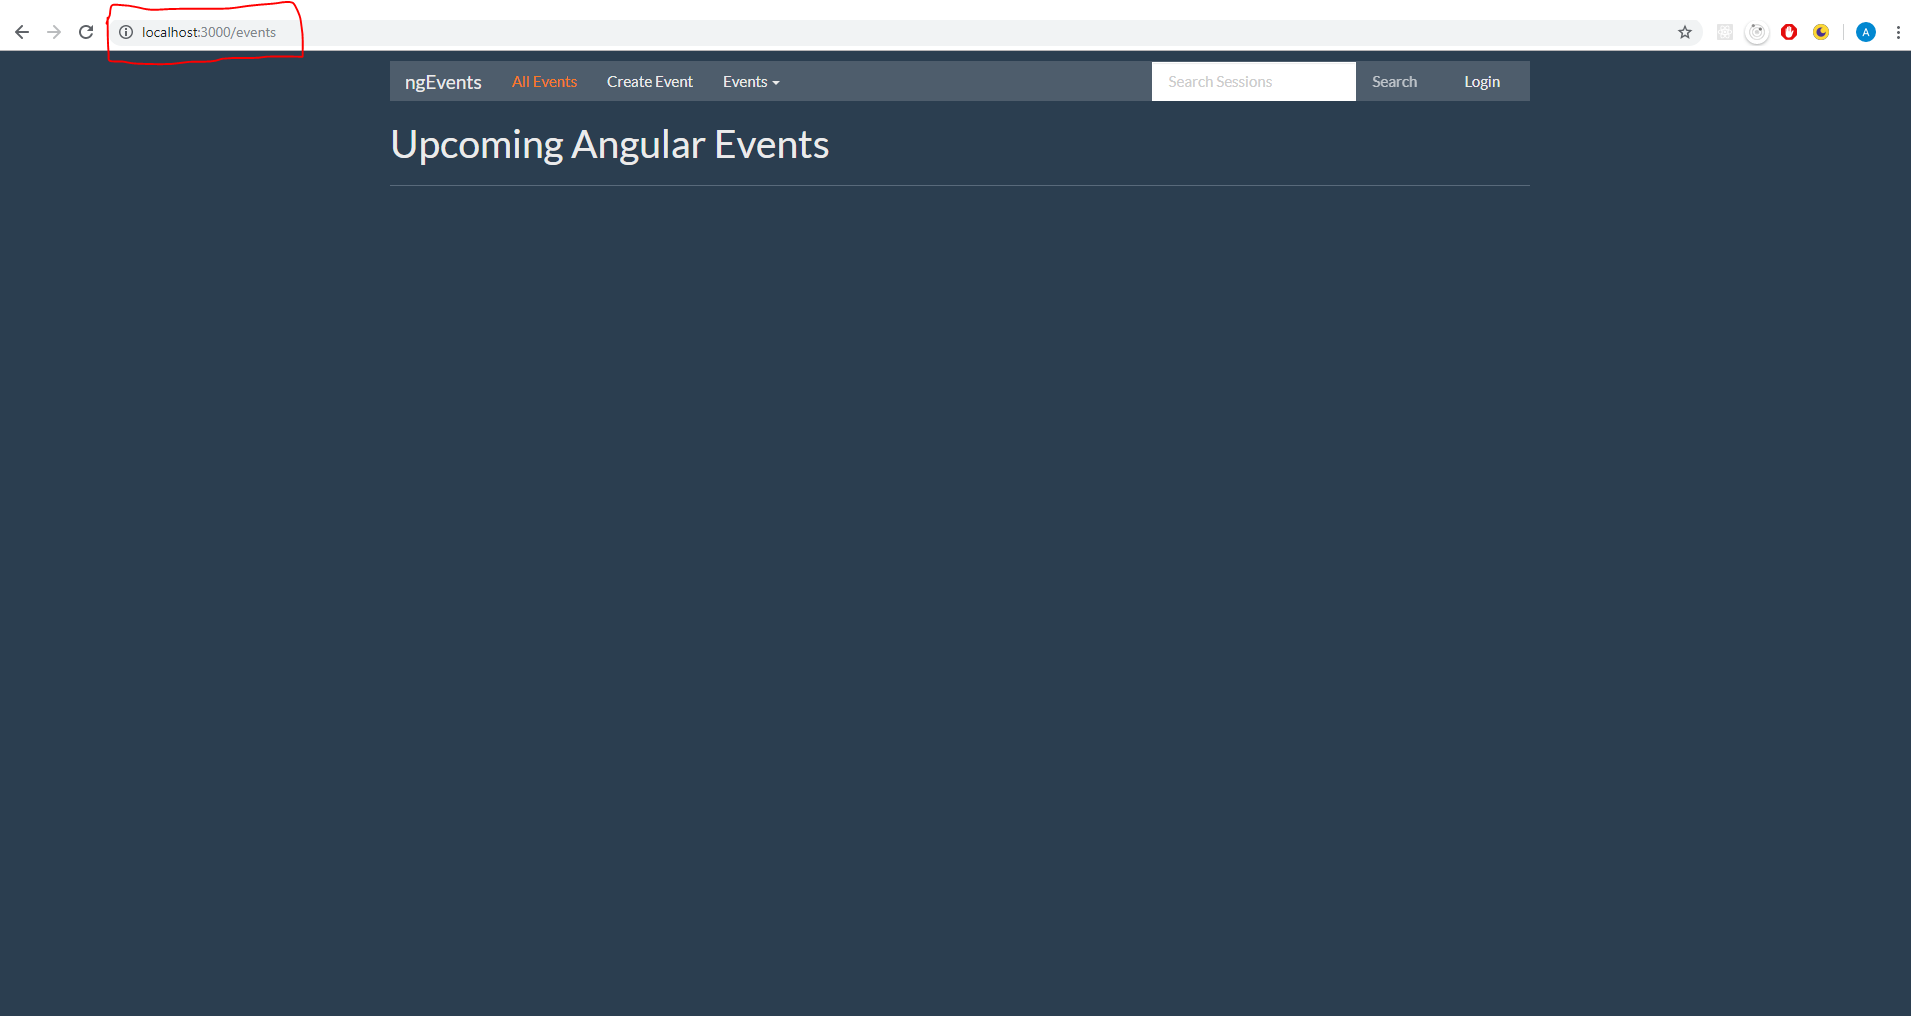 localhost:3000/events
A
ngEvents All Events Create Event Events Search Sessions Search Login
Upcoming Angular Events